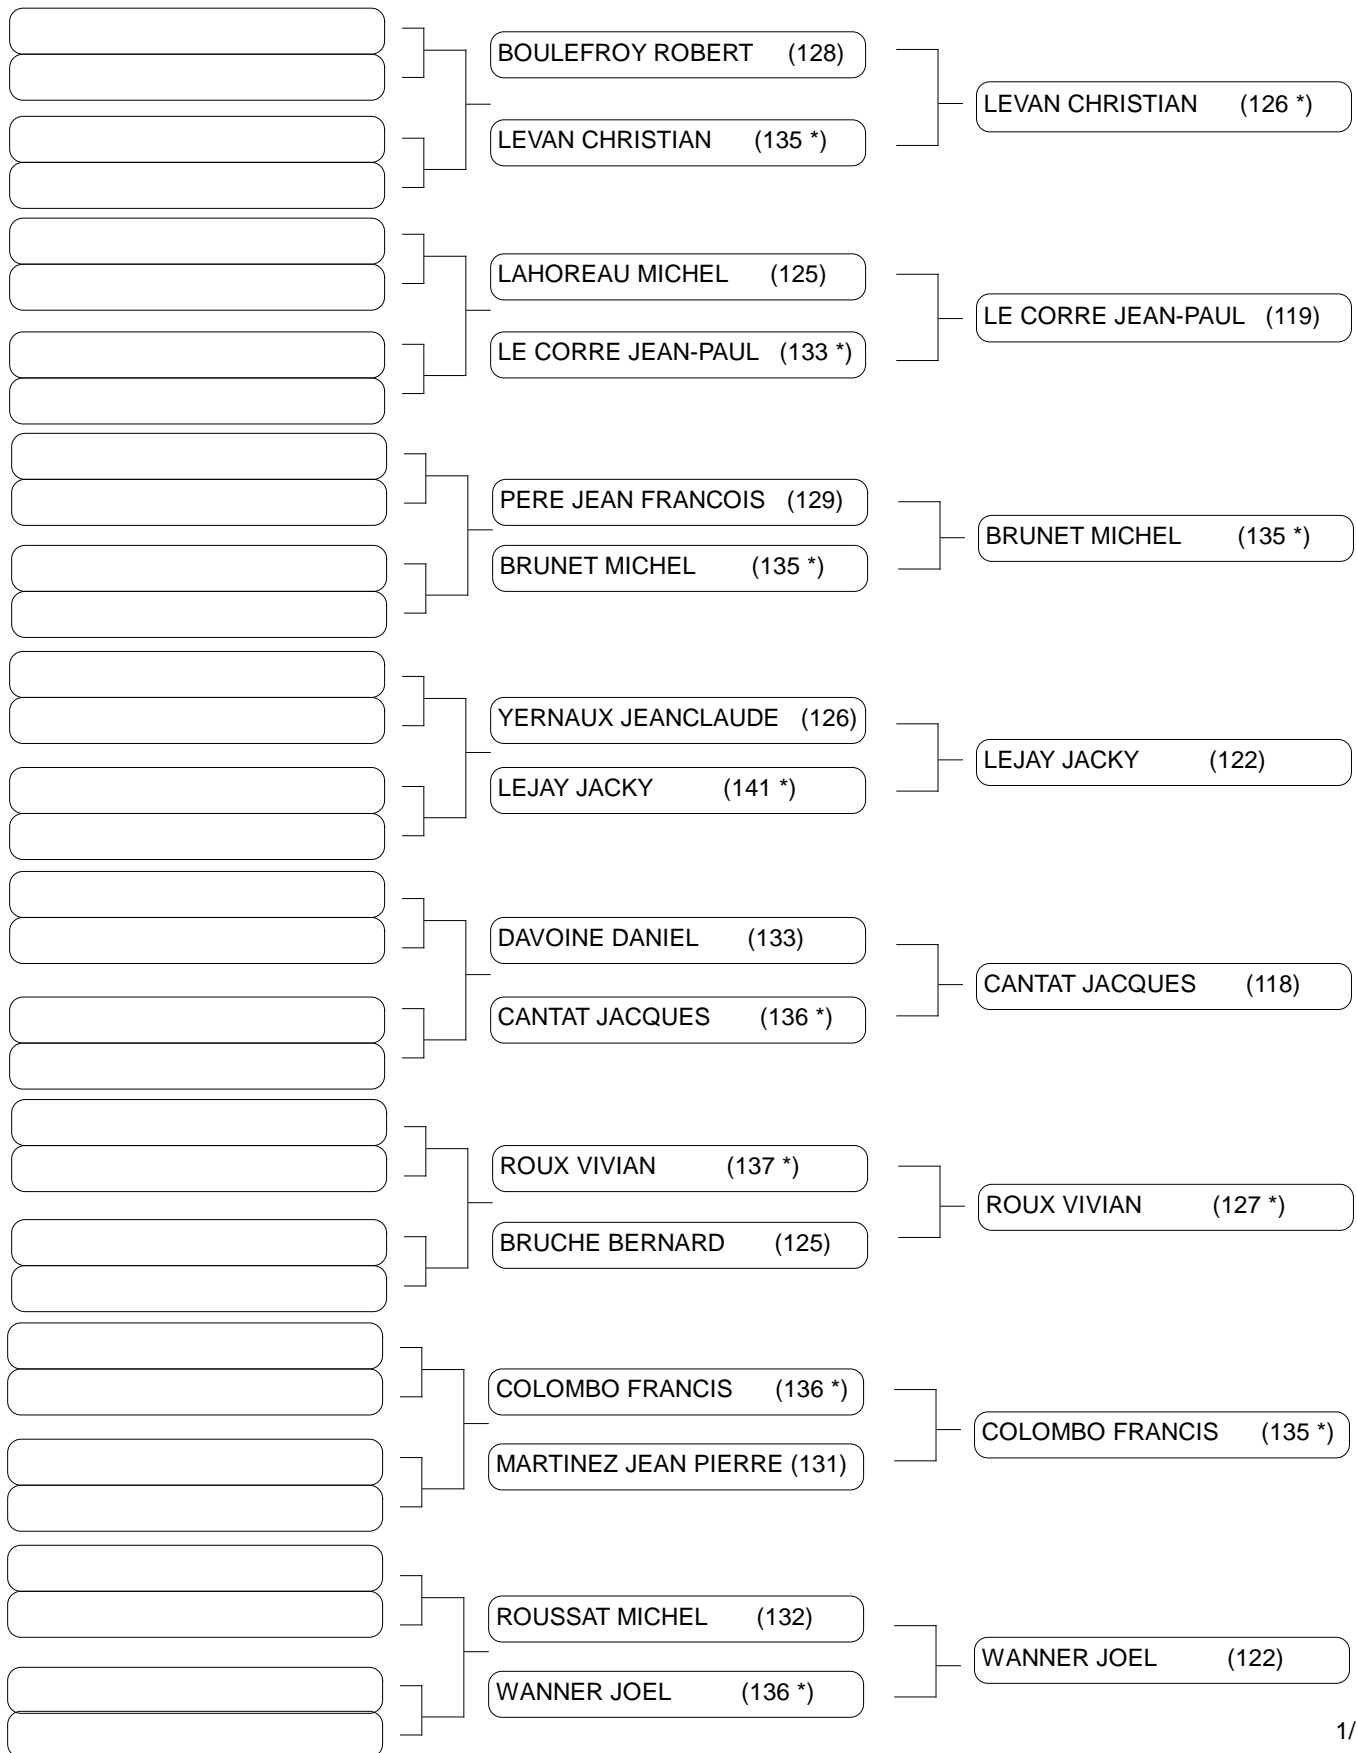 BOULEFROY ROBERT (128)
LEVAN CHRISTIAN (135 *)
LEVAN CHRISTIAN (126 *)
LAHOREAU MICHEL (125)
LE CORRE JEAN-PAUL (133 *)
LE CORRE JEAN-PAUL (119)
PERE JEAN FRANCOIS (129)
BRUNET MICHEL (135 *)
BRUNET MICHEL (135 *)
YERNAUX JEANCLAUDE (126)
LEJAY JACKY (141 *)
LEJAY JACKY (122)
DAVOINE DANIEL (133)
CANTAT JACQUES (136 *)
CANTAT JACQUES (118)
ROUX VIVIAN (137 *)
BRUCHE BERNARD (125)
ROUX VIVIAN (127 *)
COLOMBO FRANCIS (136 *)
MARTINEZ JEAN PIERRE (131)
COLOMBO FRANCIS (135 *)
ROUSSAT MICHEL (132)
WANNER JOEL (136 *)
WANNER JOEL (122)
1/